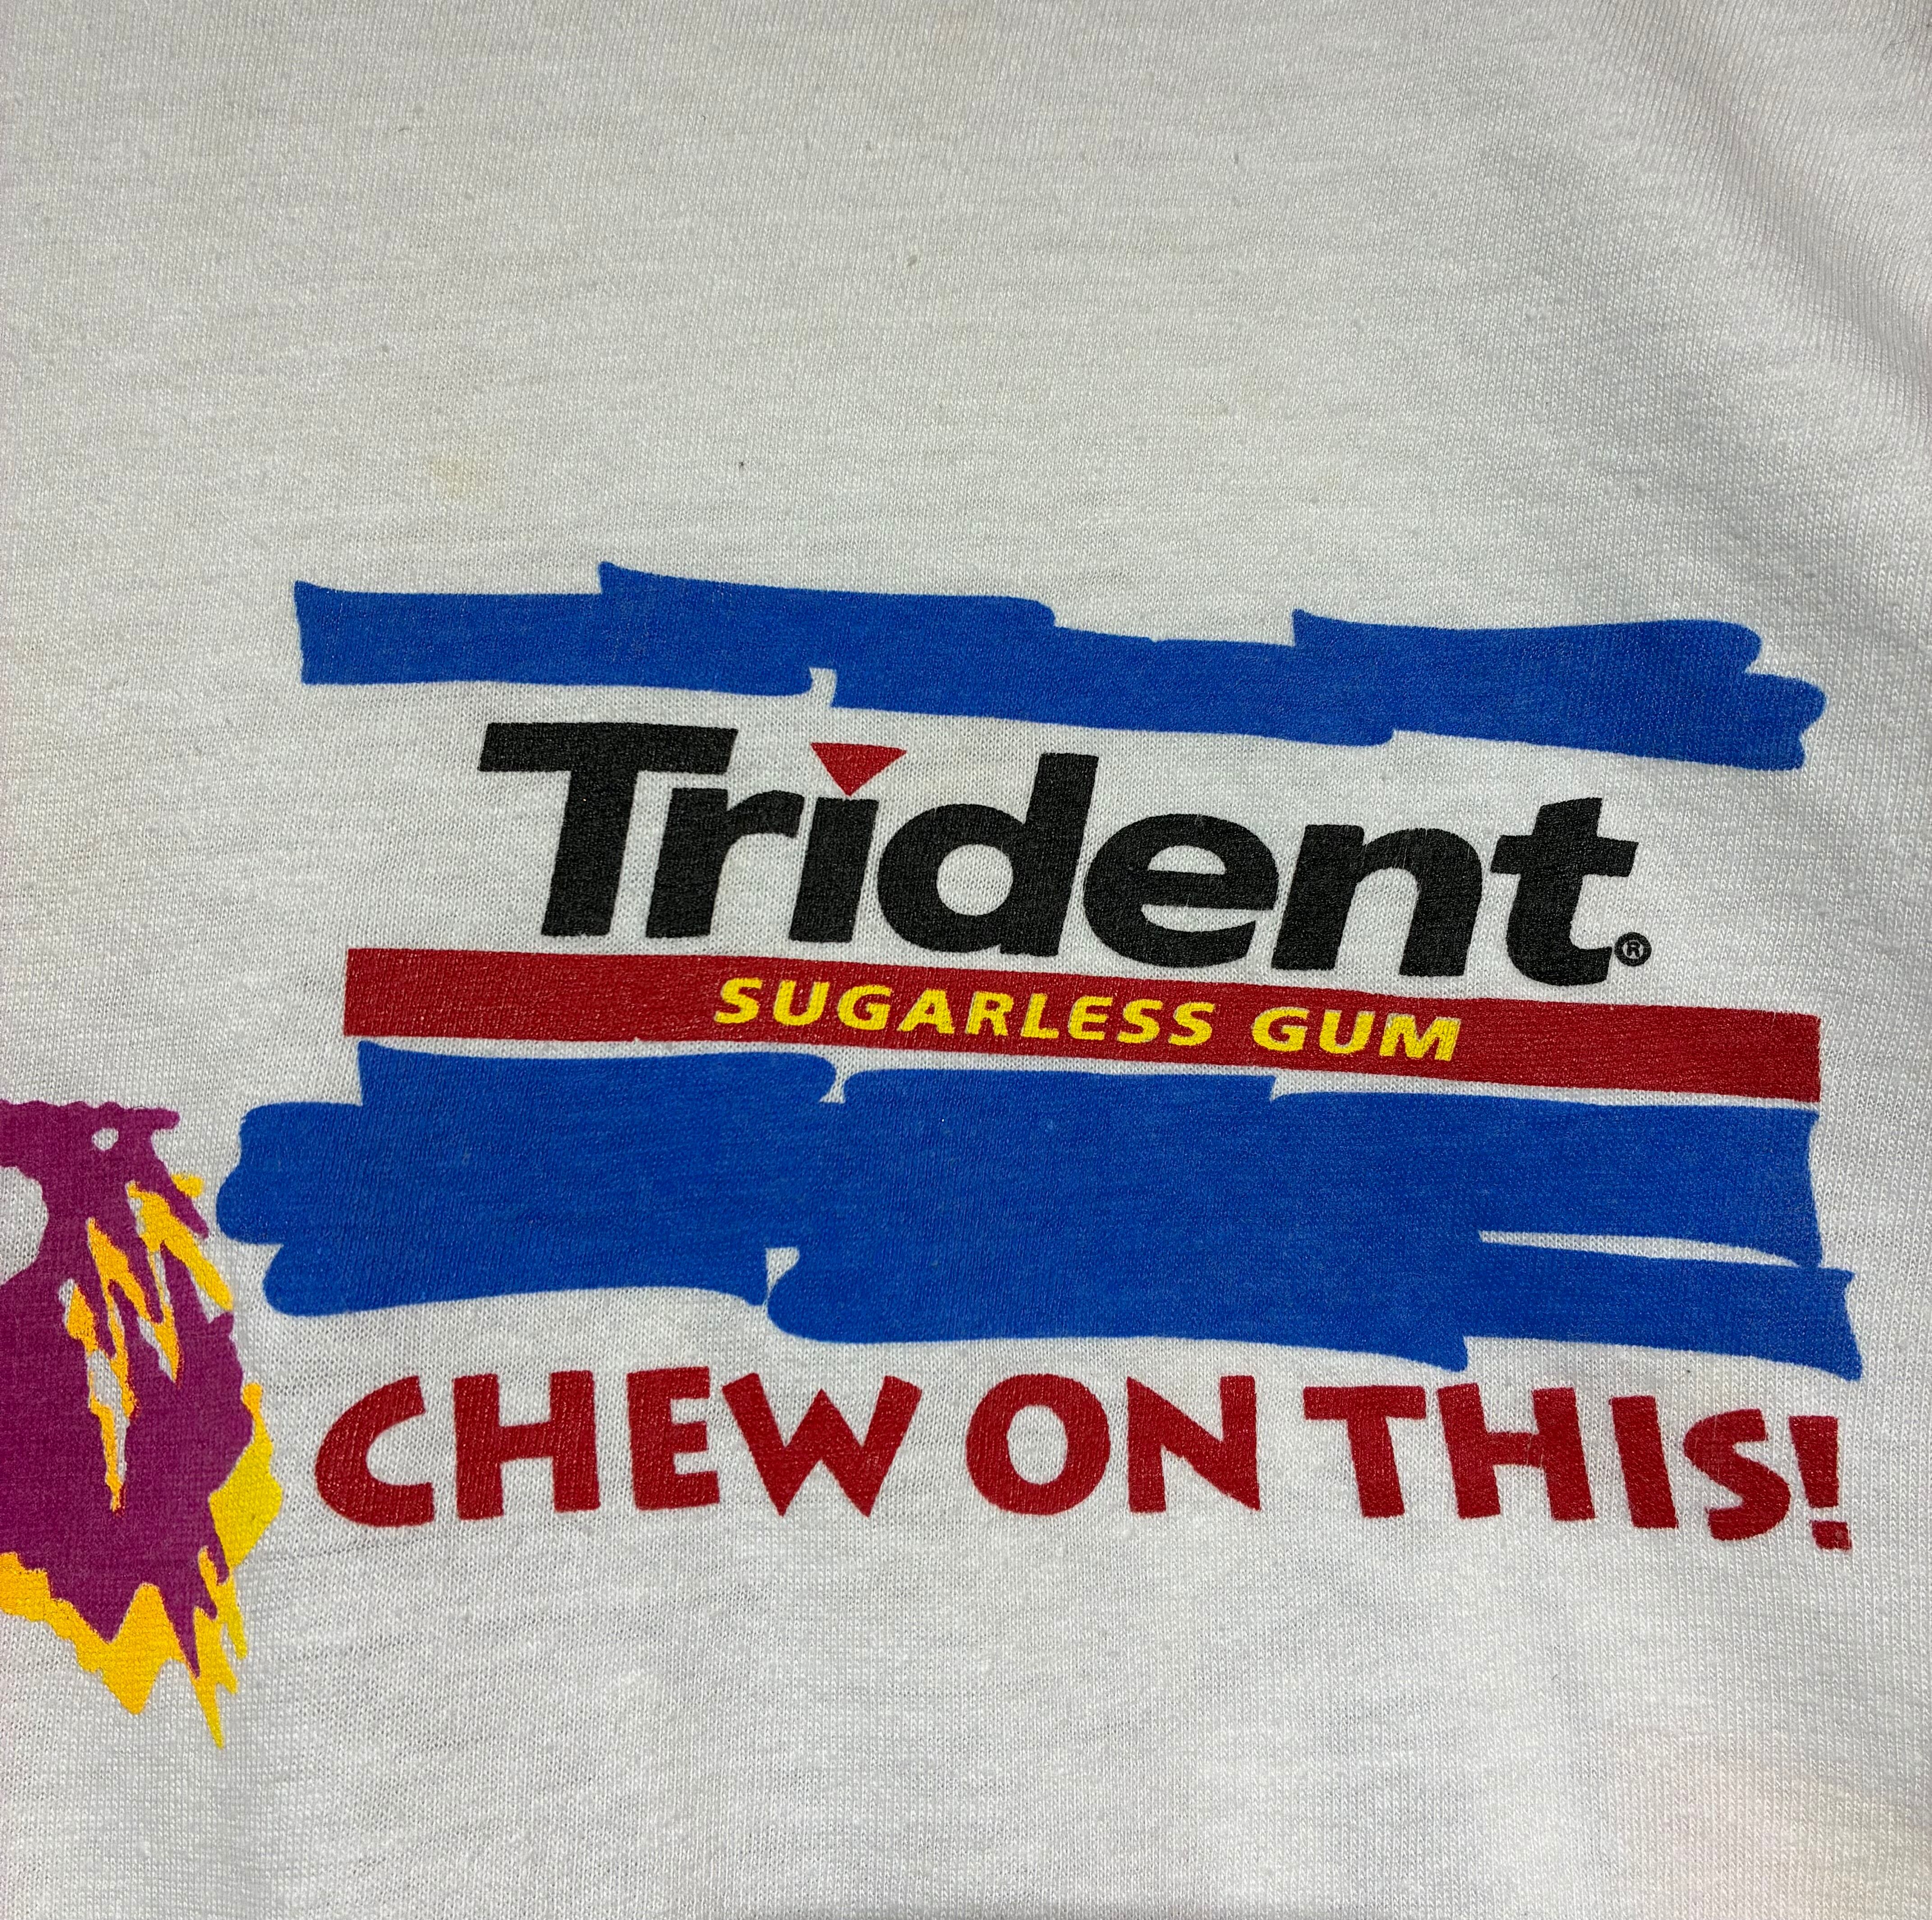 Trident®
SUGARLESS GUM
CHEW ON THIS!